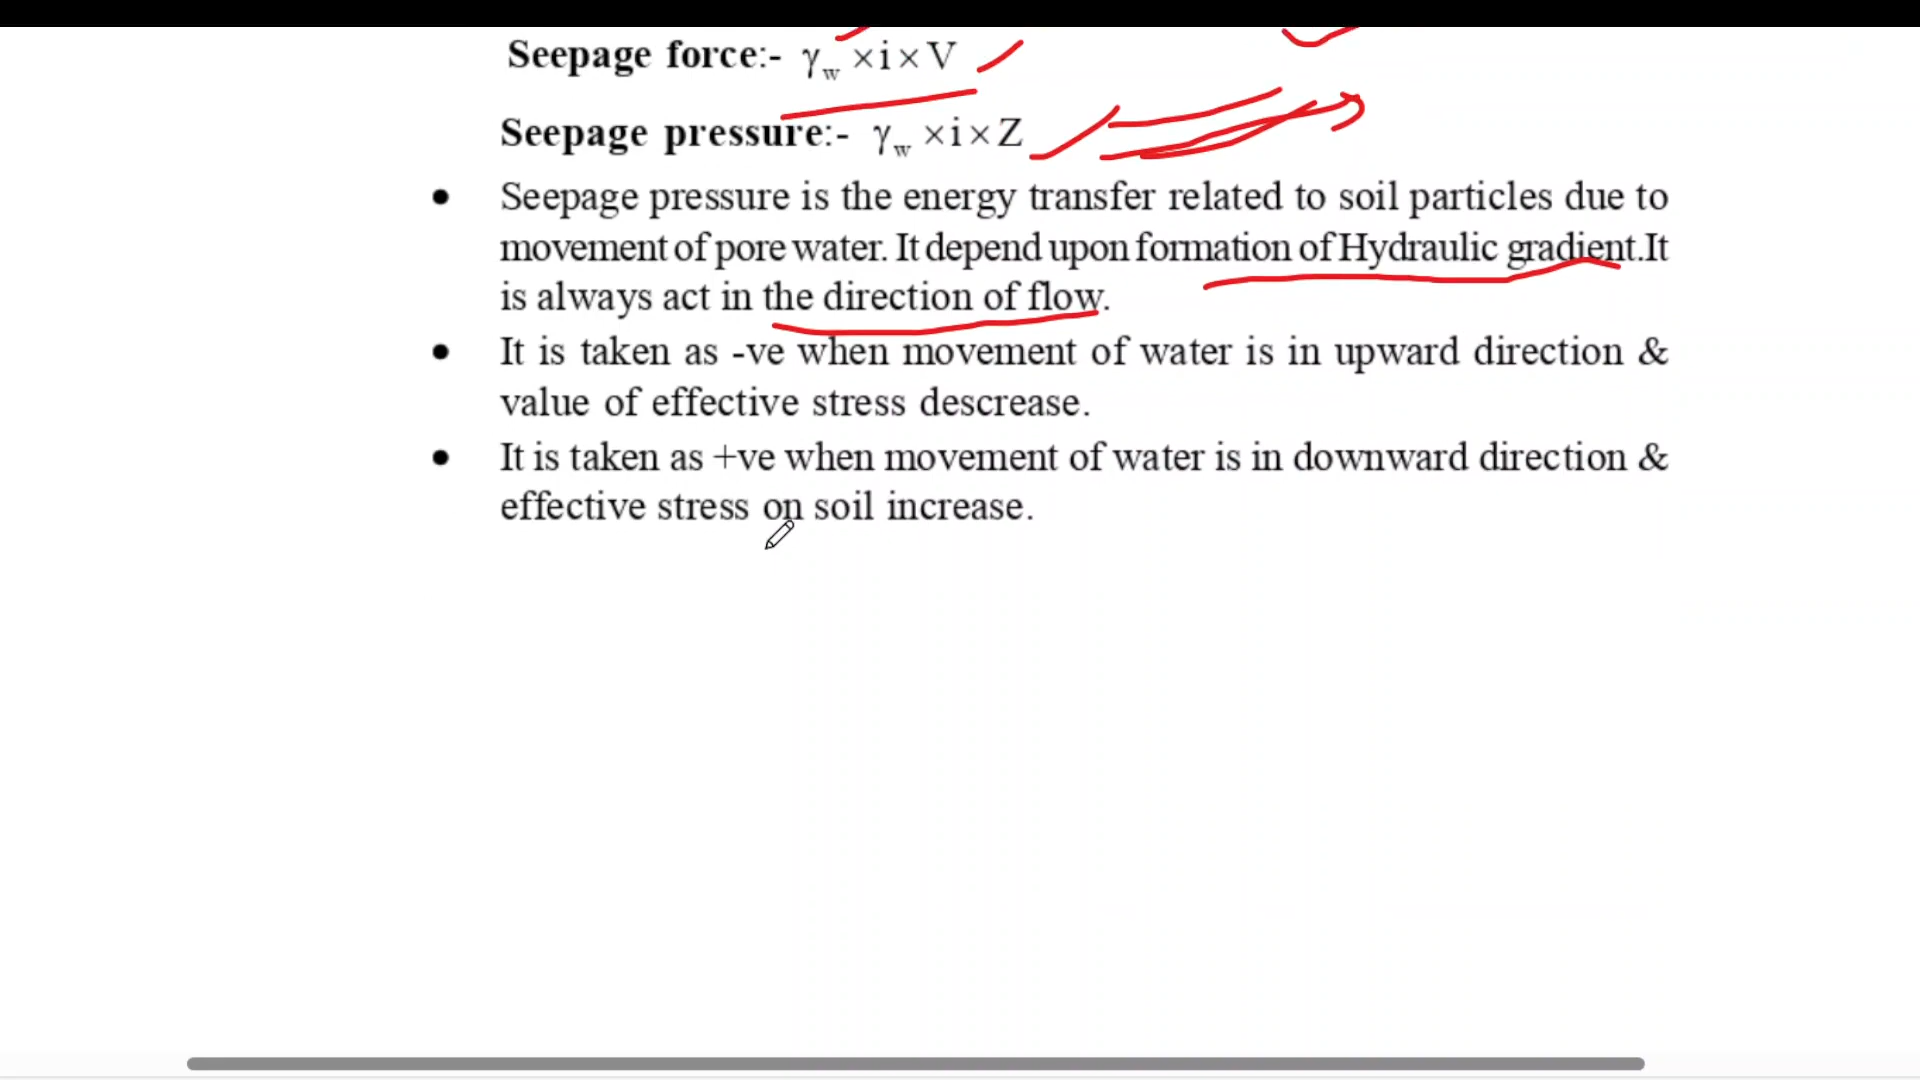 Seepage force:- γw ×i×V
Seepage pressure:- γw ×i×Z
• Seepage pressure is the energy transfer related to soil particles due to
movement of pore water. It depend upon formation of Hydraulic gradient.It
is always act in the direction of flow.
• It is taken as -ve when movement of water is in upward direction &
value of effective stress descrease.
• It is taken as +ve when movement of water is in downward direction &
effective stress on soil increase.